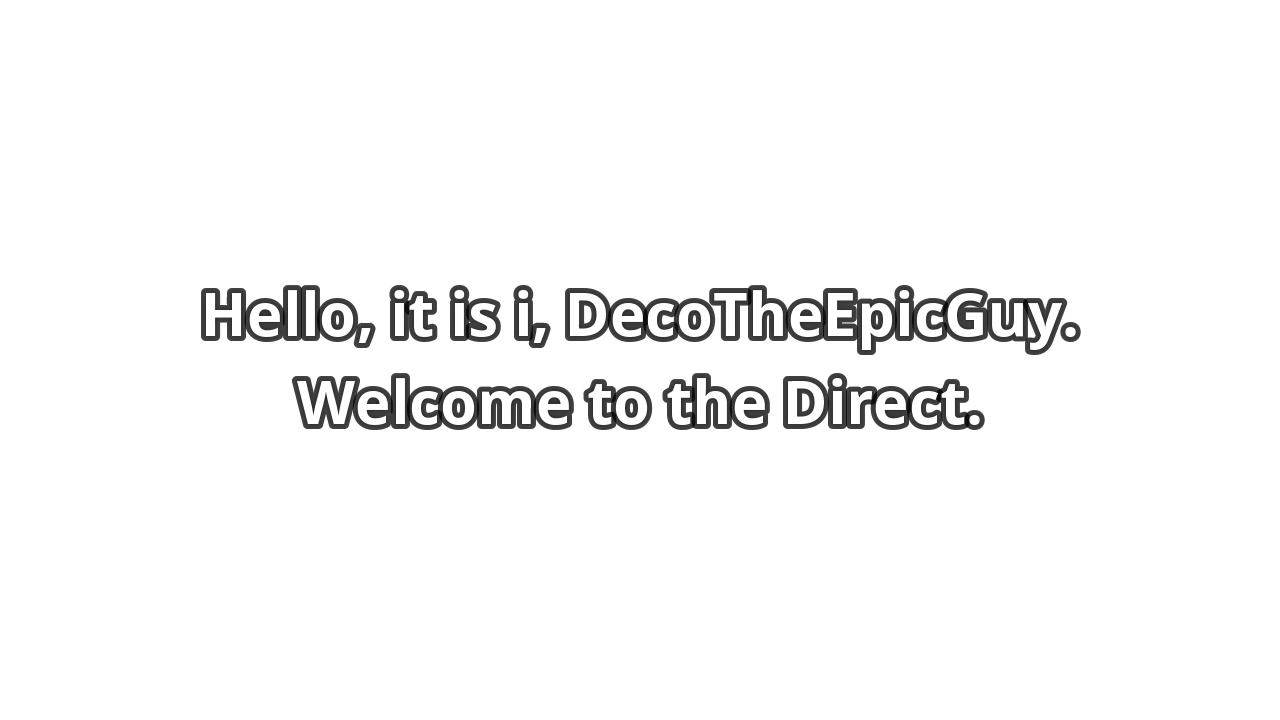 Hello, it is i, DecoTheEpicGuy.
Welcome to the Direct.